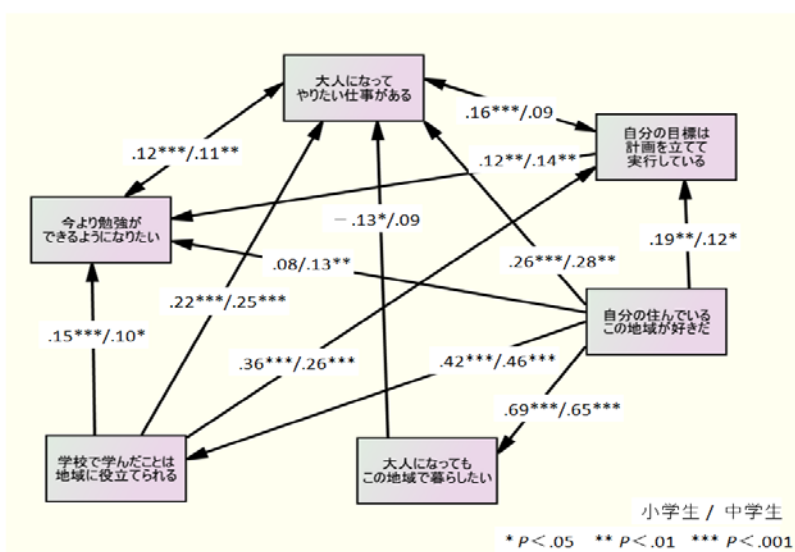 大人になって
やりたい仕事がある
.16***/.09
自分の目標は
計画を立てて
実行している
.12***/.11**
.12**/.14**
今より勉強が
できるようになりたい
－.13*/.09
.19**/.12*
.26***/.28**
.08/.13**
.22***/.25***
自分の住んでいる
この地域が好きだ
.15***/.10*
.36***/.26***
.42***/.46***
.69***/.65***
学校で学んだことは
地域に役立てられる
大人になっても
この地域で暮らしたい
小学生 / 中学生
* P＜.05 ** P＜.01 *** P＜.001